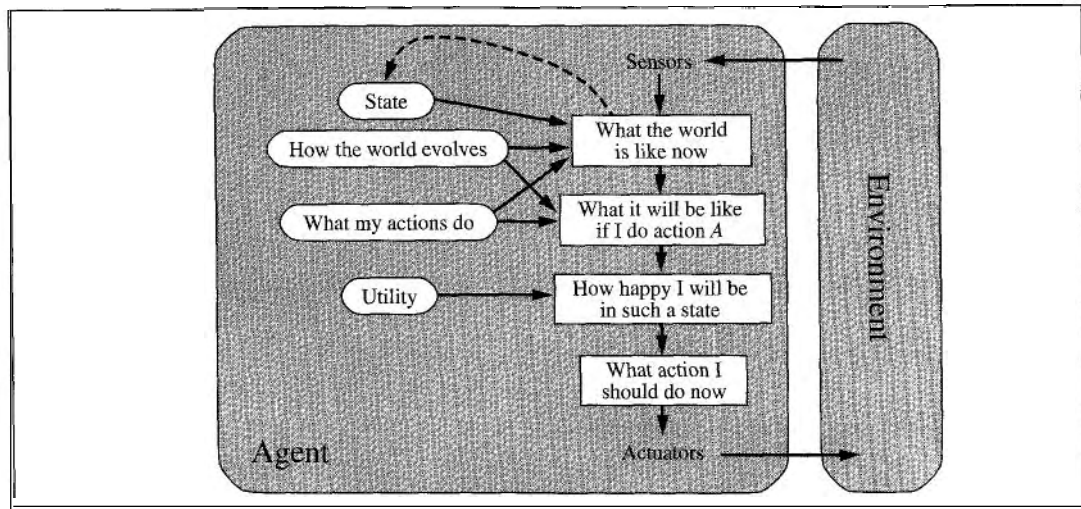 Sensors
State
What the world
is like now
How the world evolves
What it will be like
if I do action A
What my actions do
Utility
How happy I will be
in such a state
What action I
should do now
Agent
Actuators
Environment